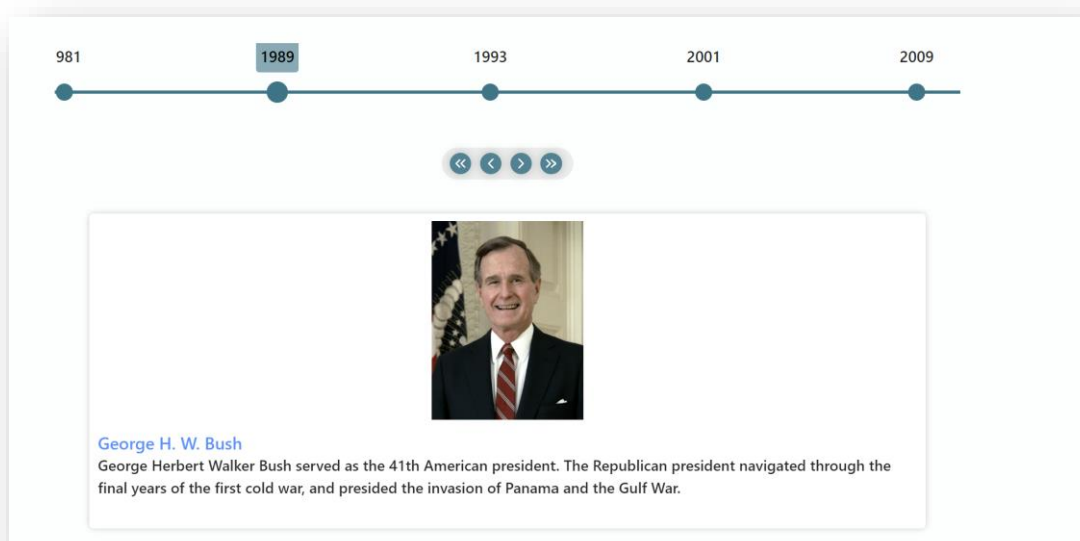 981 1989 1993 2001 2009
George H. W. Bush
George Herbert Walker Bush served as the 41th American president. The Republican president navigated through the
final years of the first cold war, and presided the invasion of Panama and the Gulf War.